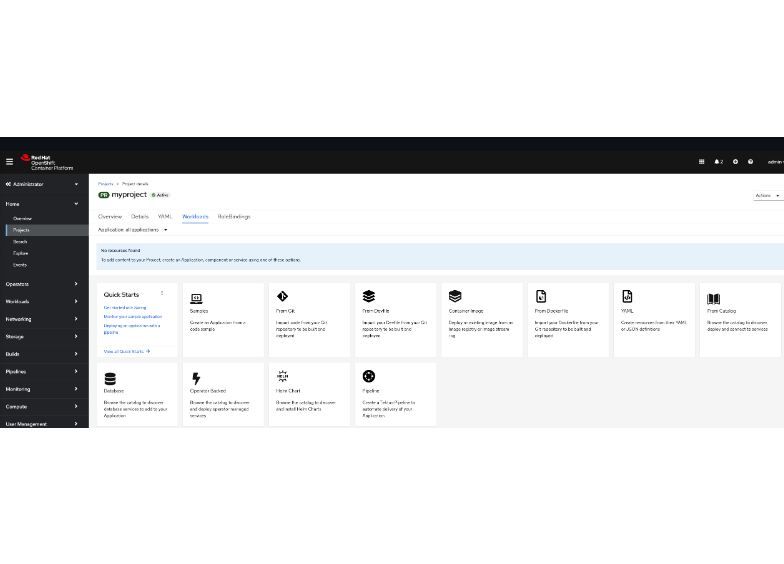 Red Hat
OpenShift
Container Platform
2
admin
Administrator
Home
Overview
Projects
Search
Explore
Events
Operators
Workloads
Networking
Storage
Builds
Pipelines
Monitoring
Compute
User Management
Projects > Project details
PR myproject Active
Actions
Overview Details YAML Workloads RoleBindings
Application: all applications
No resources found
To add content to your Project, create an Application, component or service using one of these options.
Quick Starts
Get started with Spring
Monitor your sample application
Deploying an application with a
pipeline
View all Quick Starts
Samples
Create an Application from a
code sample
From Git
Import code from your Git
repository to be built and
deployed
From Devfile
Import your Devfile from your Git
repository to be built and
deployed
Container Image
Deploy an existing Image from an
Image registry or Image stream
tag
From Dockerfile
Import your Dockerfile from your
Git repository to be built and
deployed
YAML
Create resources from their YAML
or JSON definitions
From Catalog
Browse the catalog to discover,
deploy and connect to services
Database
Browse the catalog to discover
database services to add to your
Application
Operator Backed
Browse the catalog to discover
and deploy operator managed
services
HELM
Helm Chart
Browse the catalog to discover
and install Helm Charts
Pipeline
Create a Tekton Pipeline to
automate delivery of your
Application